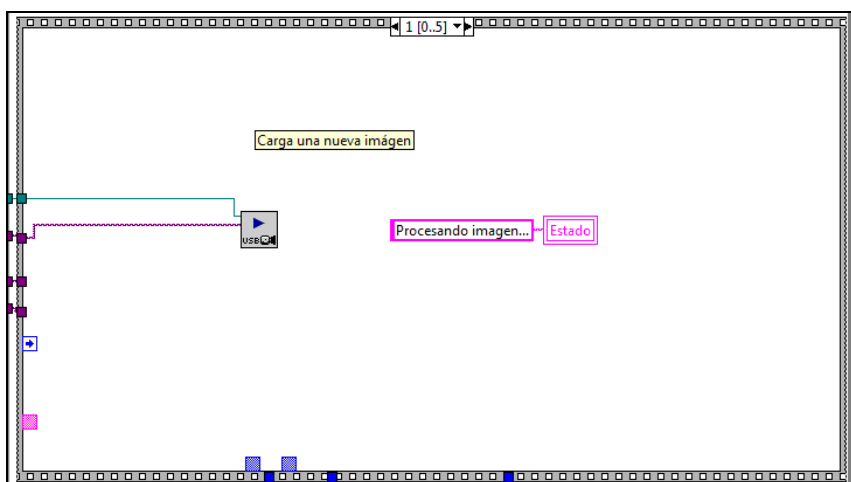 1 [0..5]
Carga una nueva imágen
USB
Procesando imagen...
Estado